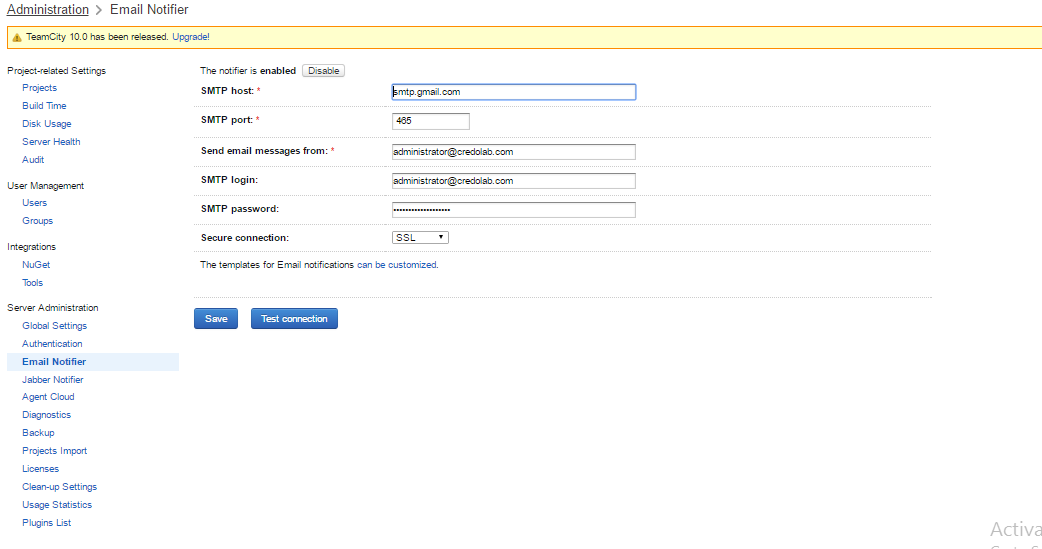 Administration > Email Notifier
TeamCity 10.0 has been released. Upgrade!
Project-related Settings
Projects
Build Time
Disk Usage
Server Health
Audit
User Management
Users
Groups
Integrations
NuGet
Tools
Server Administration
Global Settings
Authentication
Email Notifier
Jabber Notifier
Agent Cloud
Diagnostics
Backup
Projects Import
Licenses
Clean-up Settings
Usage Statistics
Plugins List
The notifier is enabled Disable
SMTP host: * smtp.gmail.com
SMTP port: * 465
Send email messages from: * administrator@credolab.com
SMTP login: administrator@credolab.com
SMTP password: •••••••••••••••••••
Secure connection: SSL
The templates for Email notifications can be customized.
Save Test connection
Activa